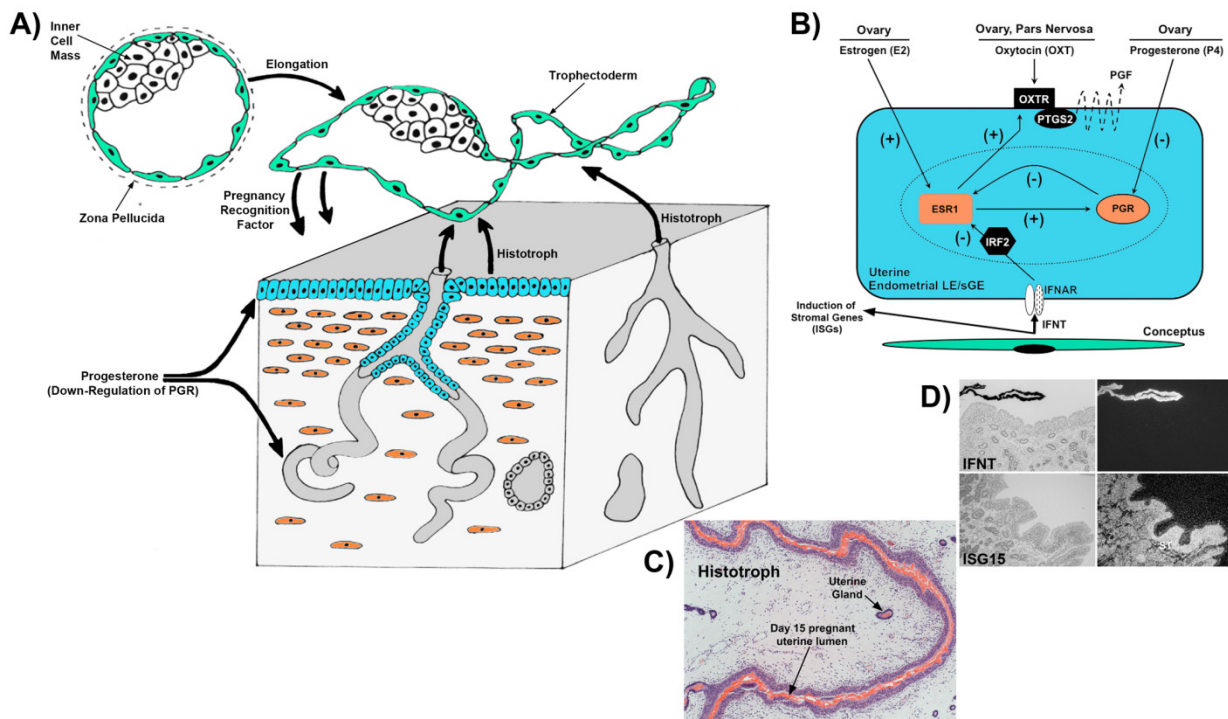 A)
Inner
Cell
Mass
Elongation
Trophectoderm
Zona Pellucida
Pregnancy
Recognition
Factor
Histotroph
Histotroph
Progesterone
(Down-Regulation of PGR)
B)
Ovary
Estrogen (E2)
Ovary, Pars Nervosa
Oxytocin (OXT)
Ovary
Progesterone (P4)
PGF
OXTR
PTGS2
(+)
(+)
(-)
(-)
ESR1
PGR
(+)
(-)
IRF2
Uterine
Endometrial LE/sGE
IFNAR
Induction of
Stromal Genes
(ISGs)
IFNT
Conceptus
C)
Histotroph
Uterine
Gland
Day 15 pregnant
uterine lumen
D)
IFNT
ISG15